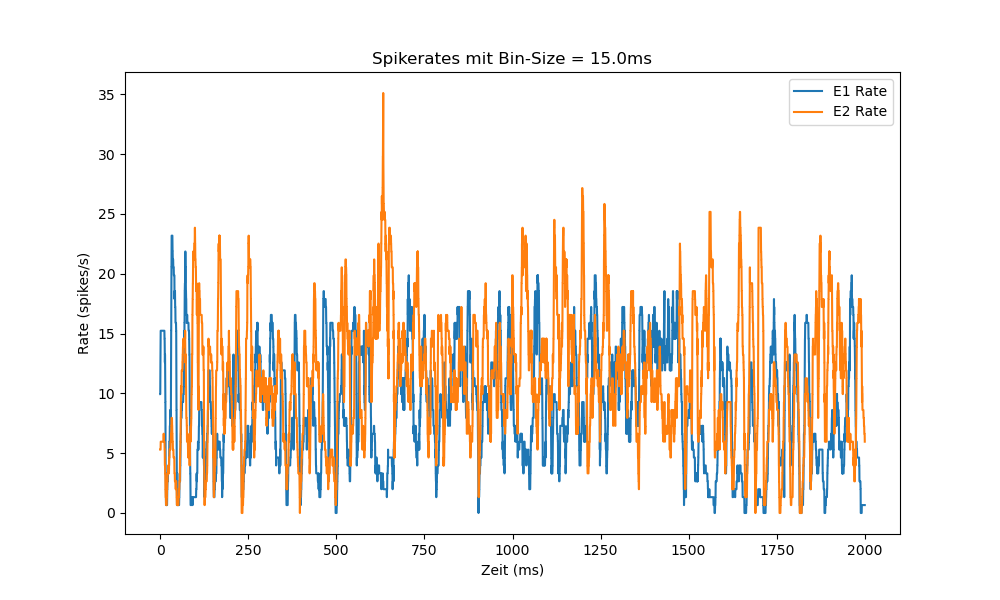 Spikerates mit Bin-Size = 15.0ms
E1 Rate
E2 Rate
35
30
25
20
15
10
5
0
Rate (spikes/s)
0 250 500 750 1000 1250 1500 1750 2000
Zeit (ms)